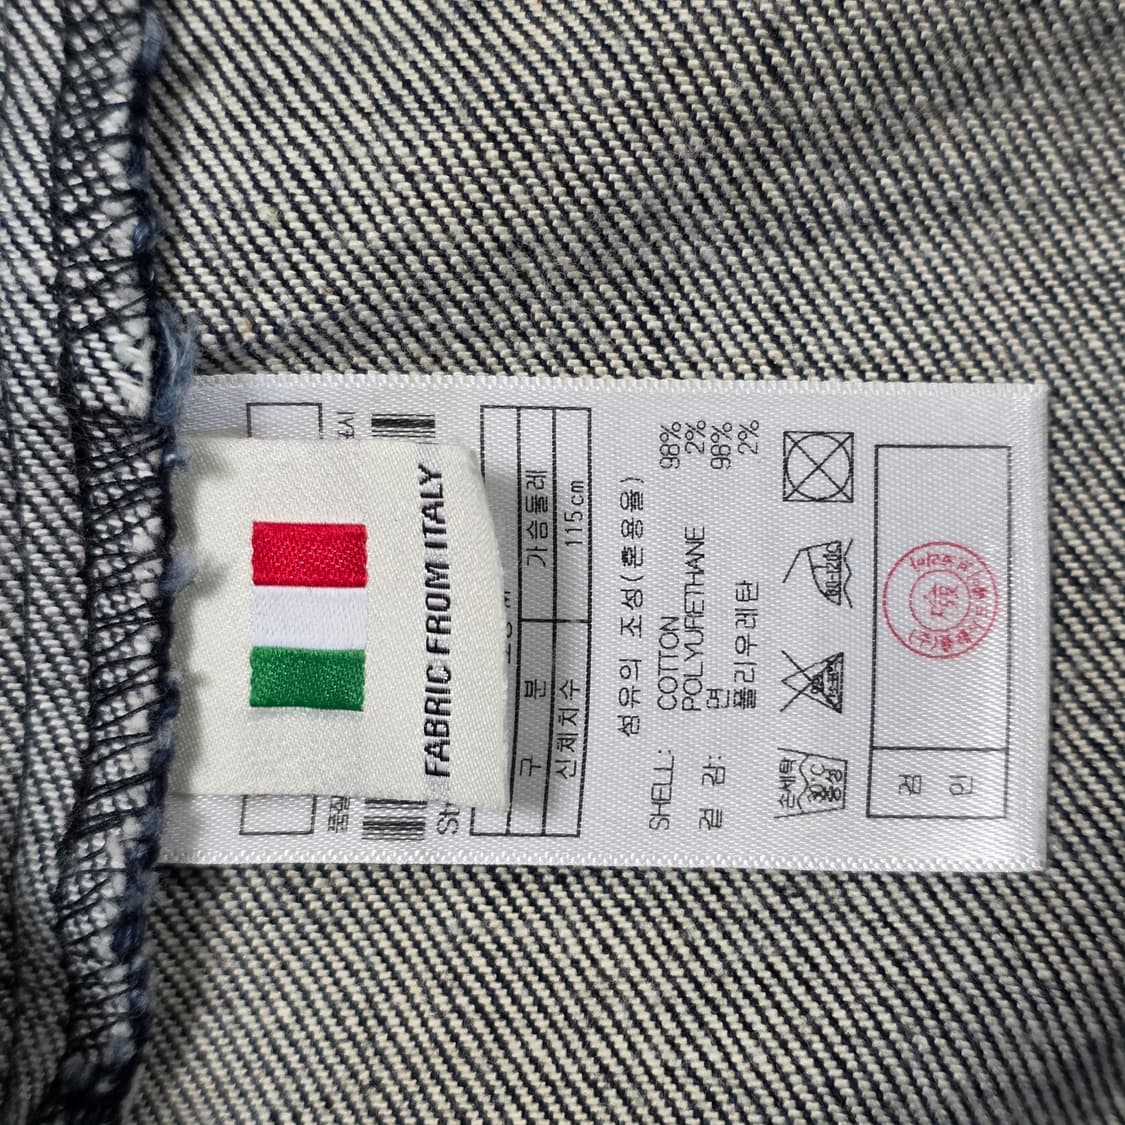 FABRIC FROM ITALY
가슴둘레
구 분
115cm
신체치수
섬유의 조성(혼용율)
SHELL: COTTON 98%
POLYURETHANE 2%
겉 감: 면 98%
폴리우레탄 2%
손세탁
검 인